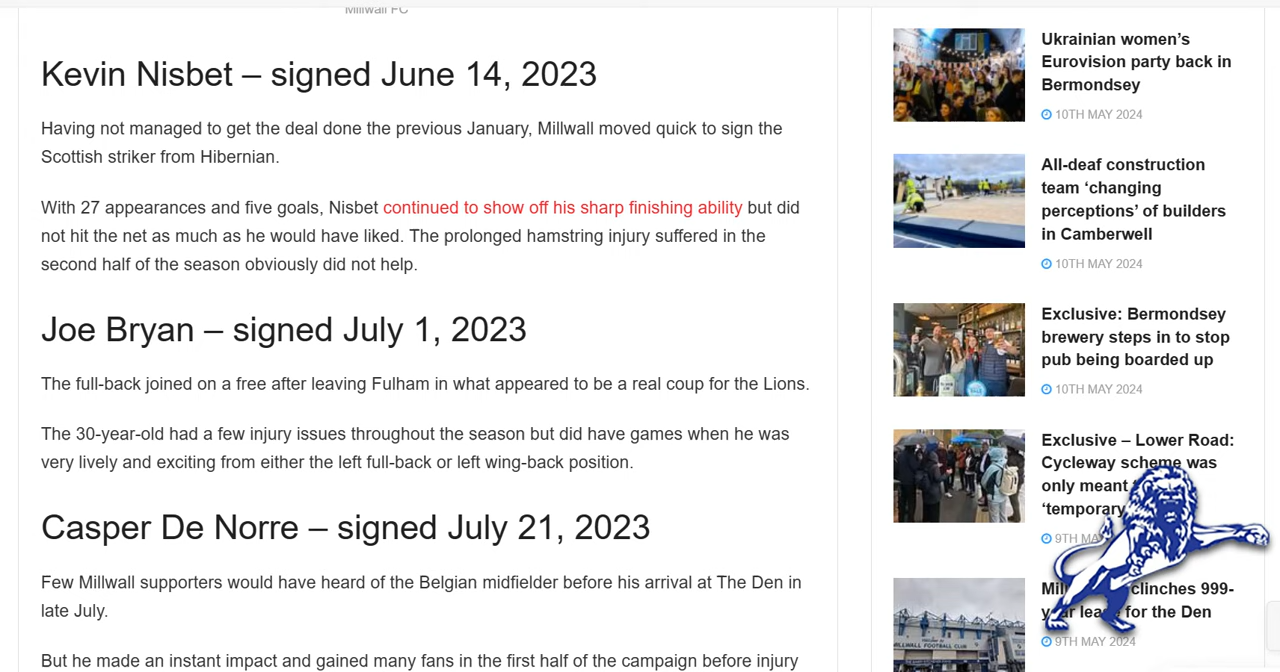 Millwall FC
Kevin Nisbet – signed June 14, 2023
Having not managed to get the deal done the previous January, Millwall moved quick to sign the
Scottish striker from Hibernian.
With 27 appearances and five goals, Nisbet continued to show off his sharp finishing ability but did
not hit the net as much as he would have liked. The prolonged hamstring injury suffered in the
second half of the season obviously did not help.
Joe Bryan – signed July 1, 2023
The full-back joined on a free after leaving Fulham in what appeared to be a real coup for the Lions.
The 30-year-old had a few injury issues throughout the season but did have games when he was
very lively and exciting from either the left full-back or left wing-back position.
Casper De Norre – signed July 21, 2023
Few Millwall supporters would have heard of the Belgian midfielder before his arrival at The Den in
late July.
But he made an instant impact and gained many fans in the first half of the campaign before injury
Ukrainian women’s
Eurovision party back in
Bermondsey
10TH MAY 2024
All-deaf construction
team ‘changing
perceptions’ of builders
in Camberwell
10TH MAY 2024
Exclusive: Bermondsey
brewery steps in to stop
pub being boarded up
10TH MAY 2024
Exclusive – Lower Road:
Cycleway scheme was
only meant
‘temporary
9TH MA
clinches 999-
lea for the Den
9TH MAY 2024
MILLWALL FOOTBALL CLUB